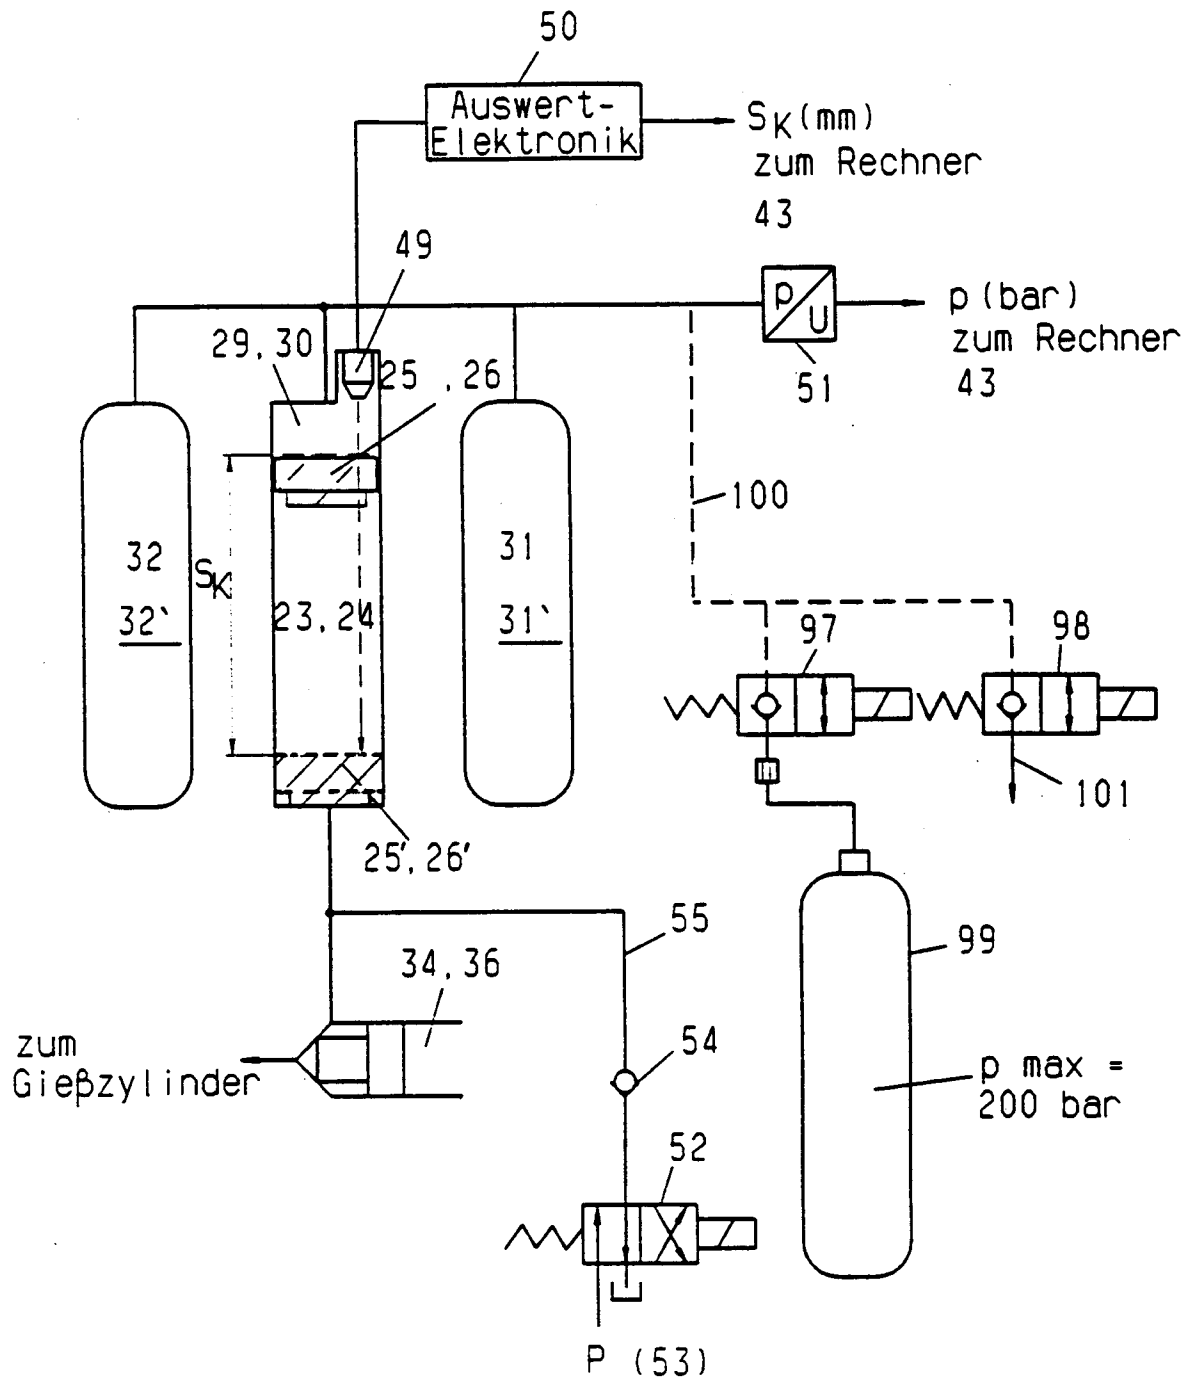 50
Auswert-
Elektronik
SK (mm)
zum Rechner
43
49
p
U
p (bar)
zum Rechner
43
51
29, 30
25 , 26
100
32
32`
SK
23, 24
31
31`
97
98
101
25', 26'
55
99
34, 36
zum
Gießzylinder
54
p max =
200 bar
52
P (53)